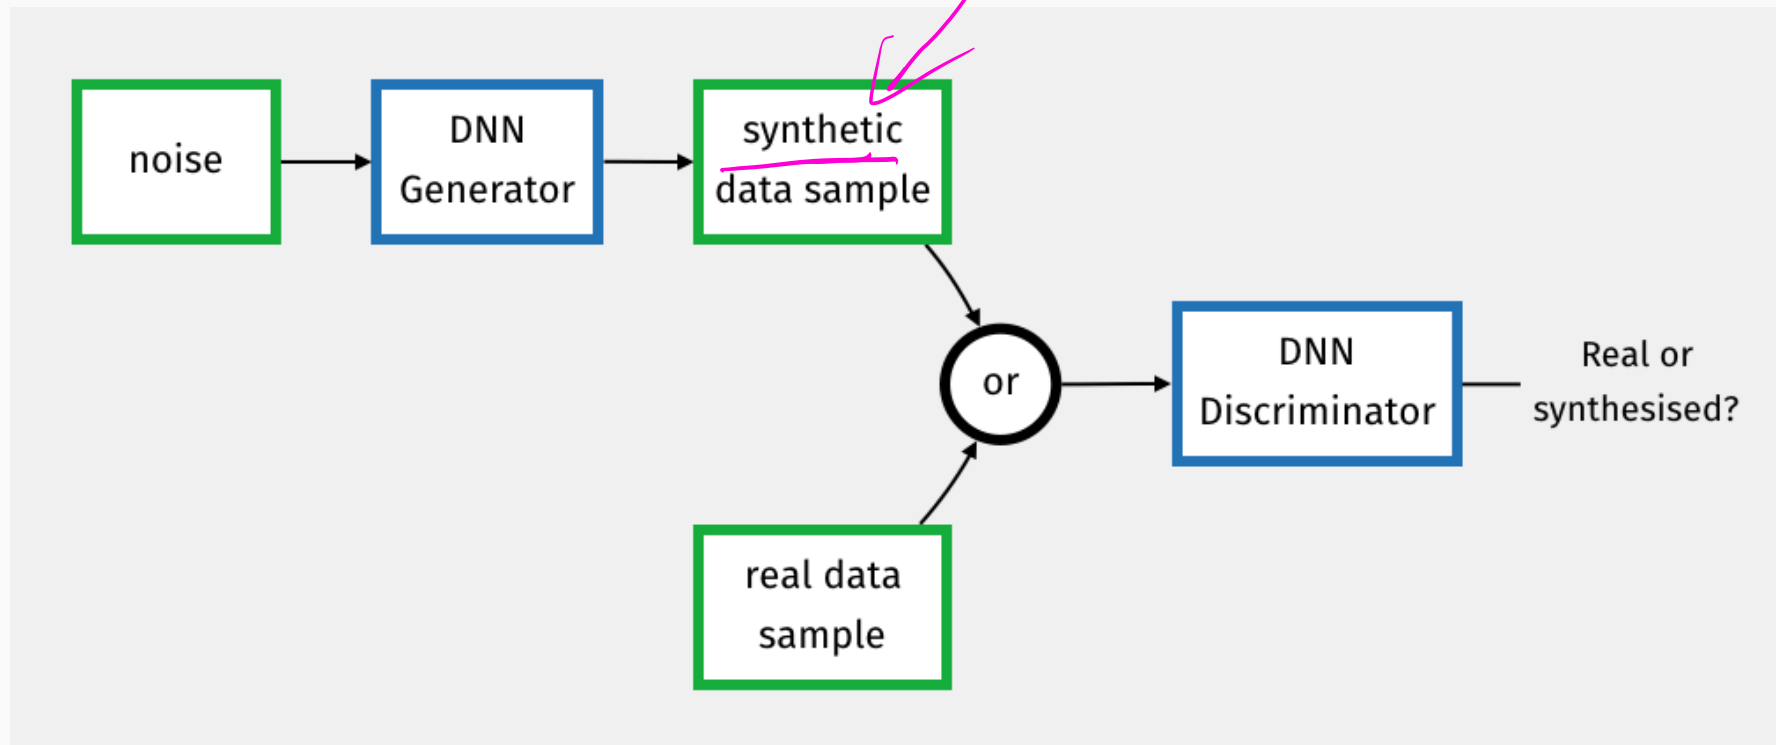 noise
DNN
Generator
synthetic
data sample
or
DNN
Discriminator
Real or
synthesised?
real data
sample